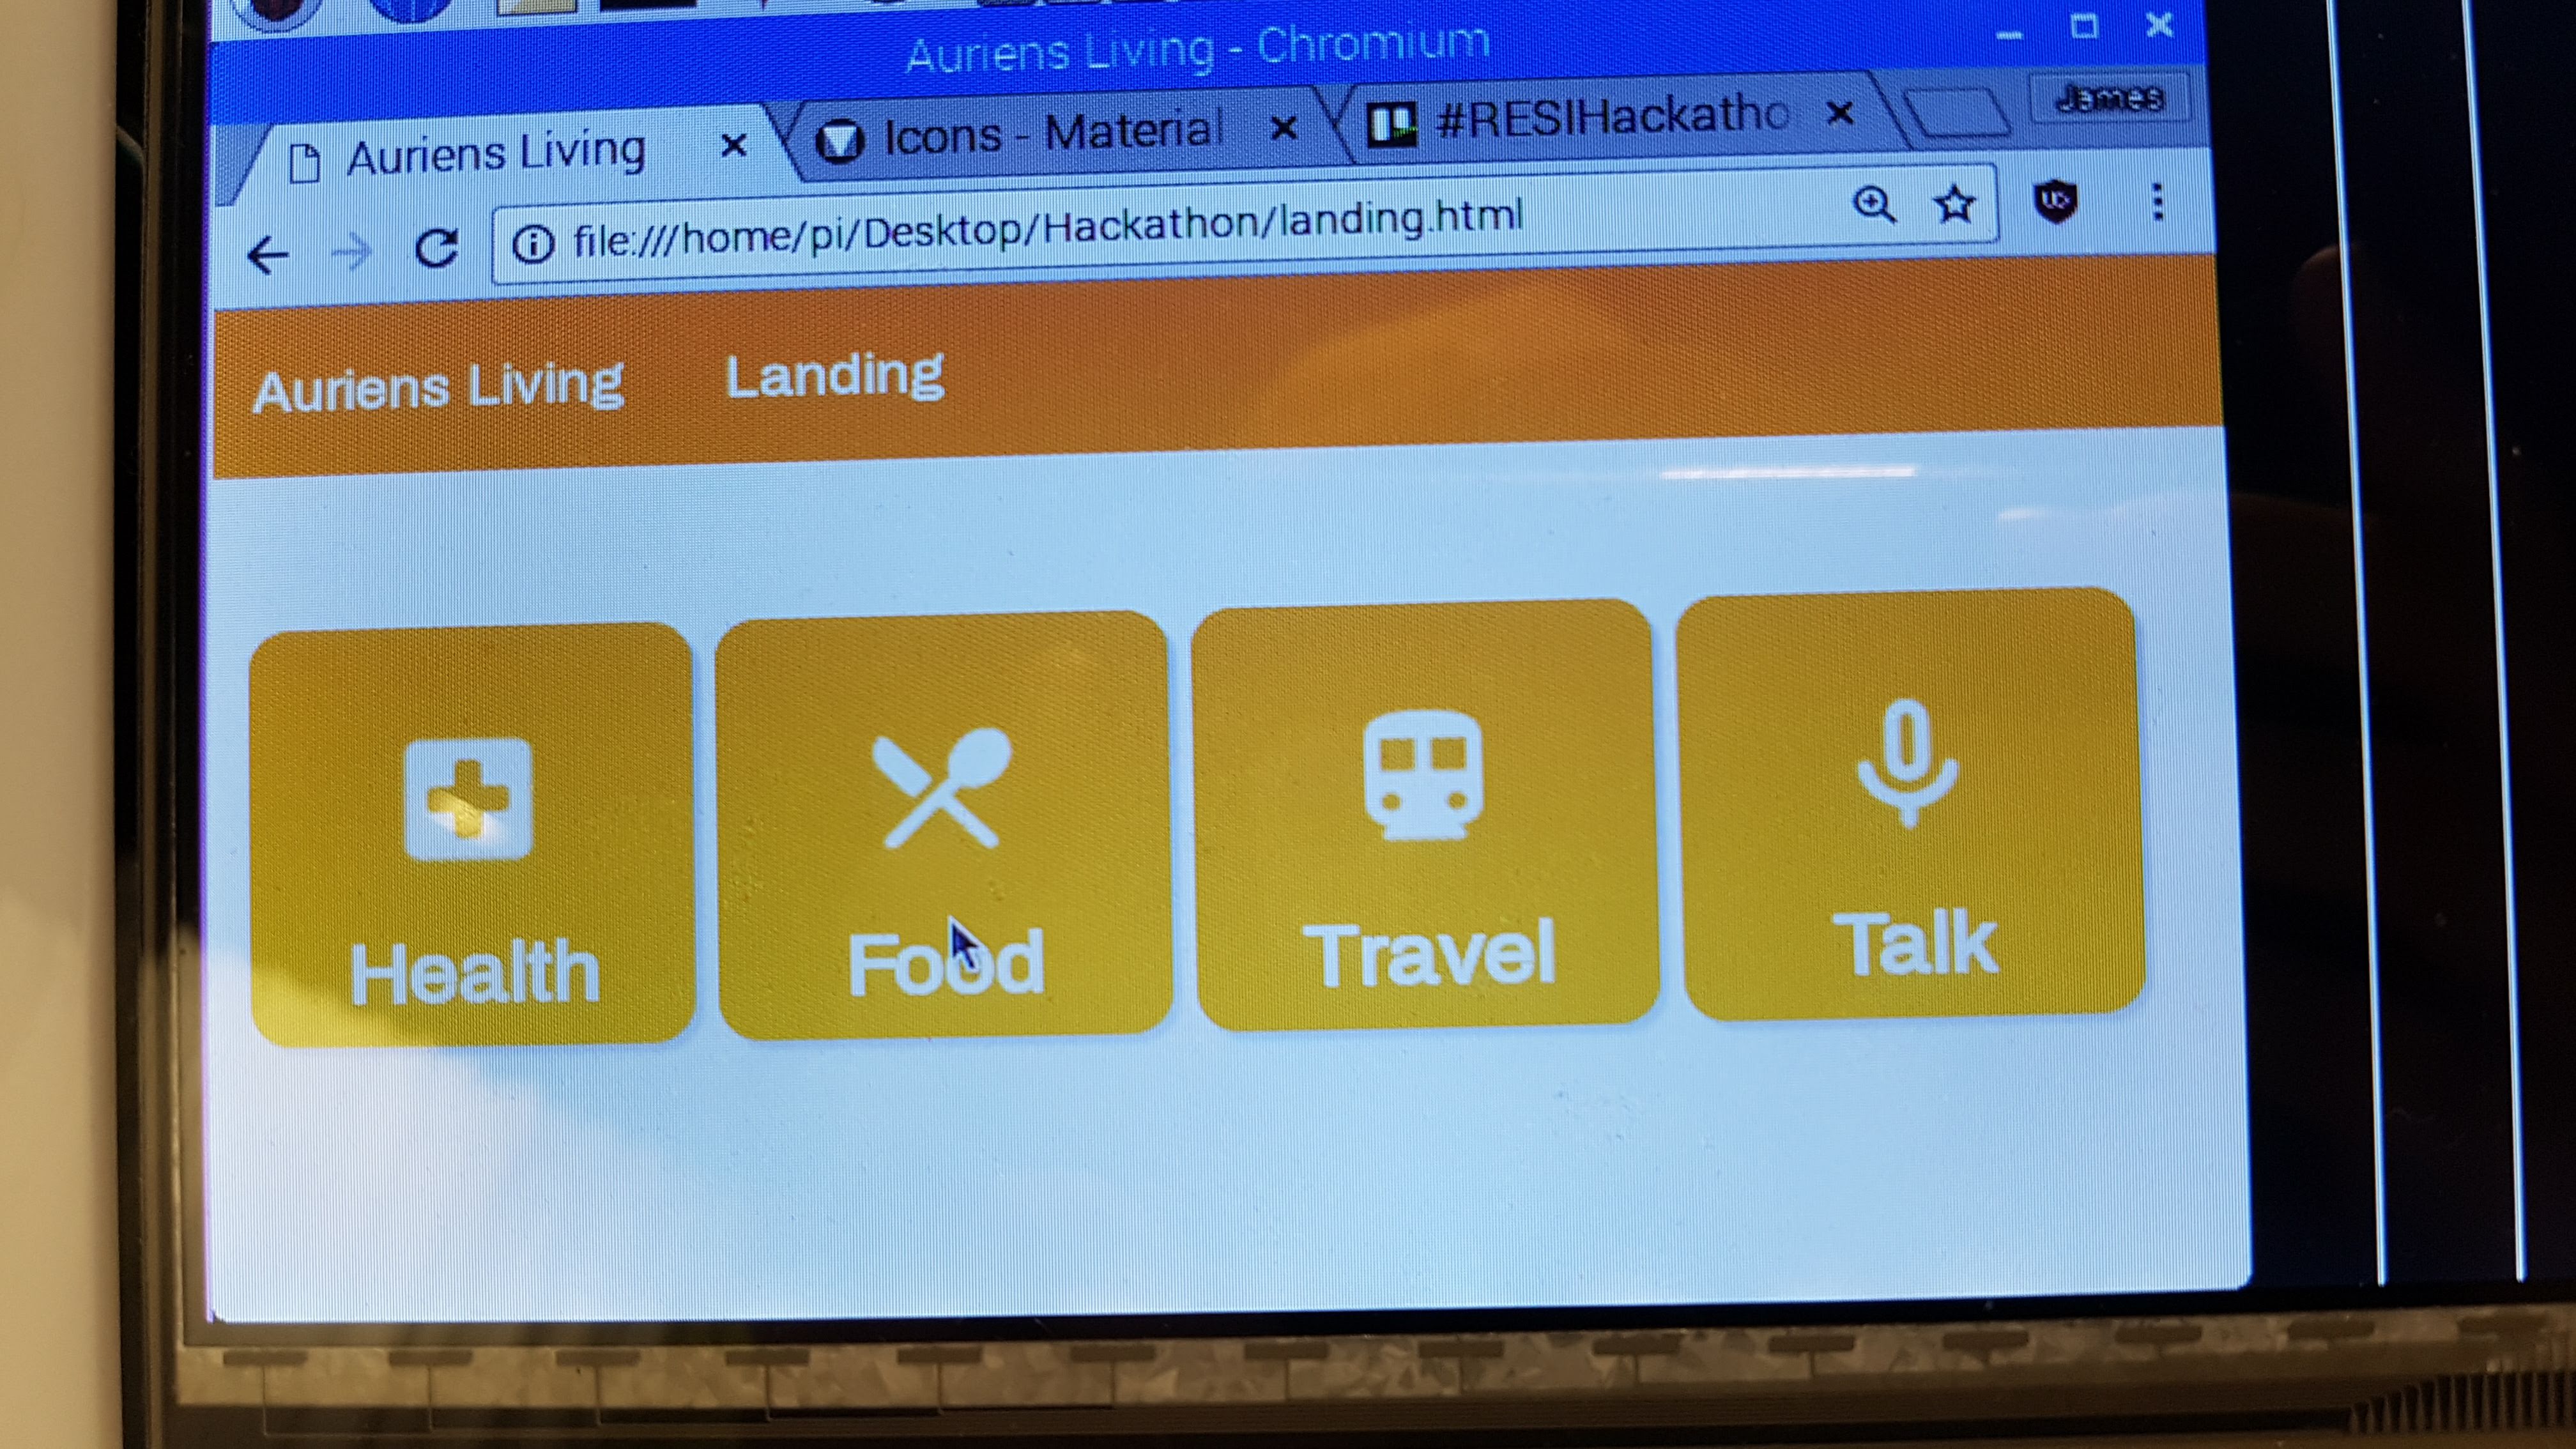 Auriens Living - Chromium
Auriens Living
Icons - Material
#RESIHackatho
James
file:///home/pi/Desktop/Hackathon/landing.html
Auriens Living
Landing
Health
Food
Travel
Talk